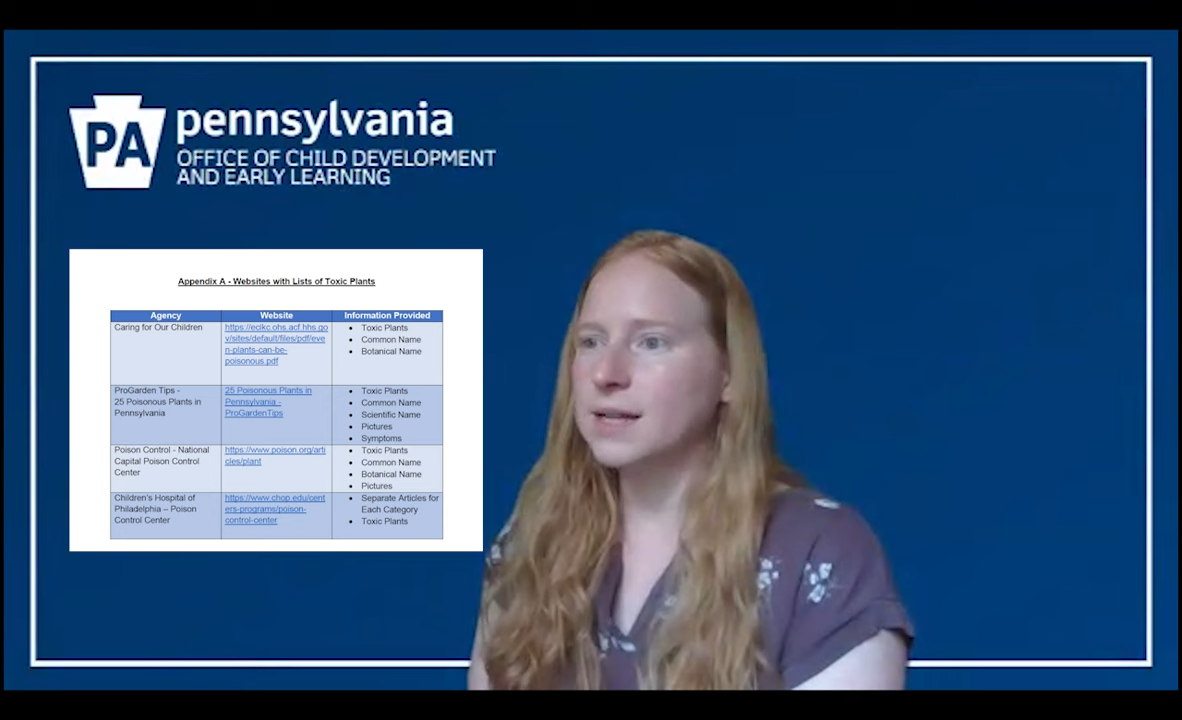 PA
pennsylvania
OFFICE OF CHILD DEVELOPMENT
AND EARLY LEARNING
Appendix A - Websites with Lists of Toxic Plants
Agency
Website
Information Provided
Caring for Our Children
https://eclkc.ohs.acf.hhs.go
v/sites/default/files/pdf/eve
n-plants-can-be-
poisonous.pdf
• Toxic Plants
• Common Name
• Botanical Name
ProGarden Tips -
25 Poisonous Plants in
Pennsylvania
25 Poisonous Plants in
Pennsylvania -
ProGardenTips
• Toxic Plants
• Common Name
• Scientific Name
• Pictures
• Symptoms
Poison Control - National
Capital Poison Control
Center
https://www.poison.org/arti
cles/plant
• Toxic Plants
• Common Name
• Botanical Name
• Pictures
Children's Hospital of
Philadelphia – Poison
Control Center
https://www.chop.edu/cent
ers-programs/poison-
control-center
• Separate Articles for
Each Category
• Toxic Plants